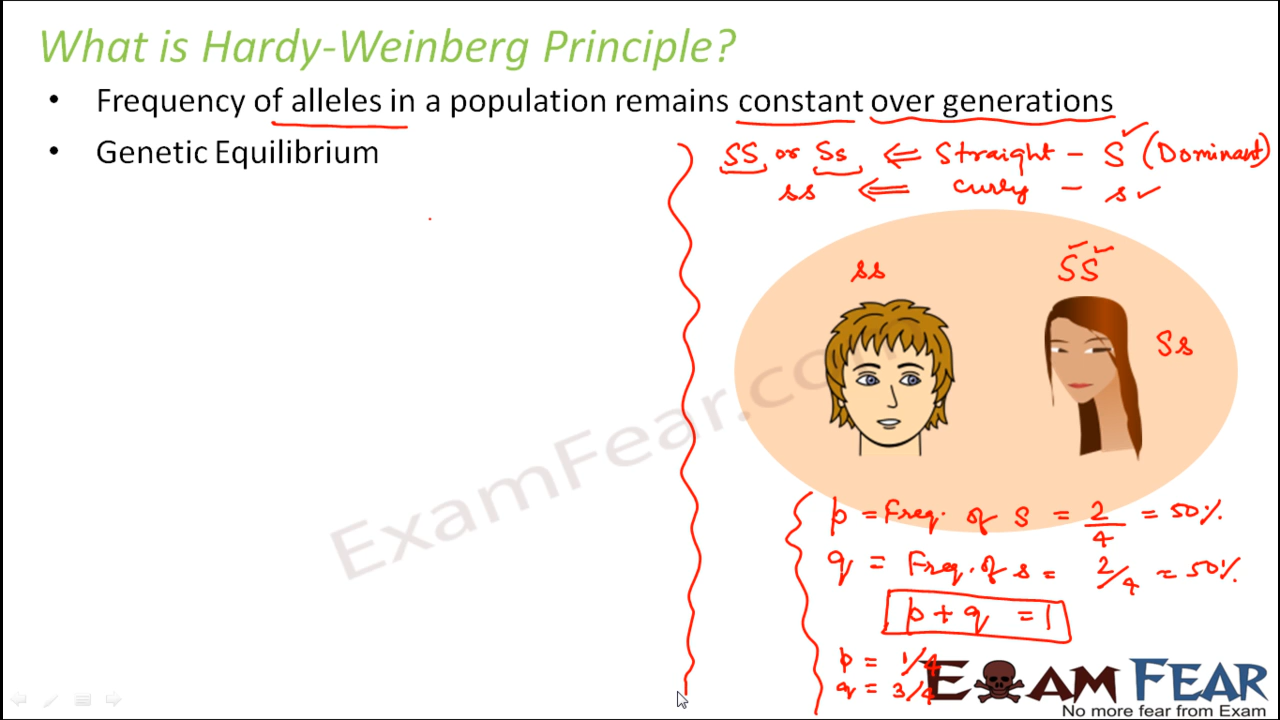 What is Hardy-Weinberg Principle?
• Frequency of alleles in a population remains constant over generations
• Genetic Equilibrium
SS or Ss ⇐ Straight - S ✓ (Dominant)
ss ⇐ curly - s ✓
ss
SS
Ss
ExamFear.com
p = Freq. of S = 2/4 = 50%
q = Freq. of s = 2/4 = 50%
p + q = 1
p = 1/4
q = 3/4
EXAM FEAR
No more fear from Exam